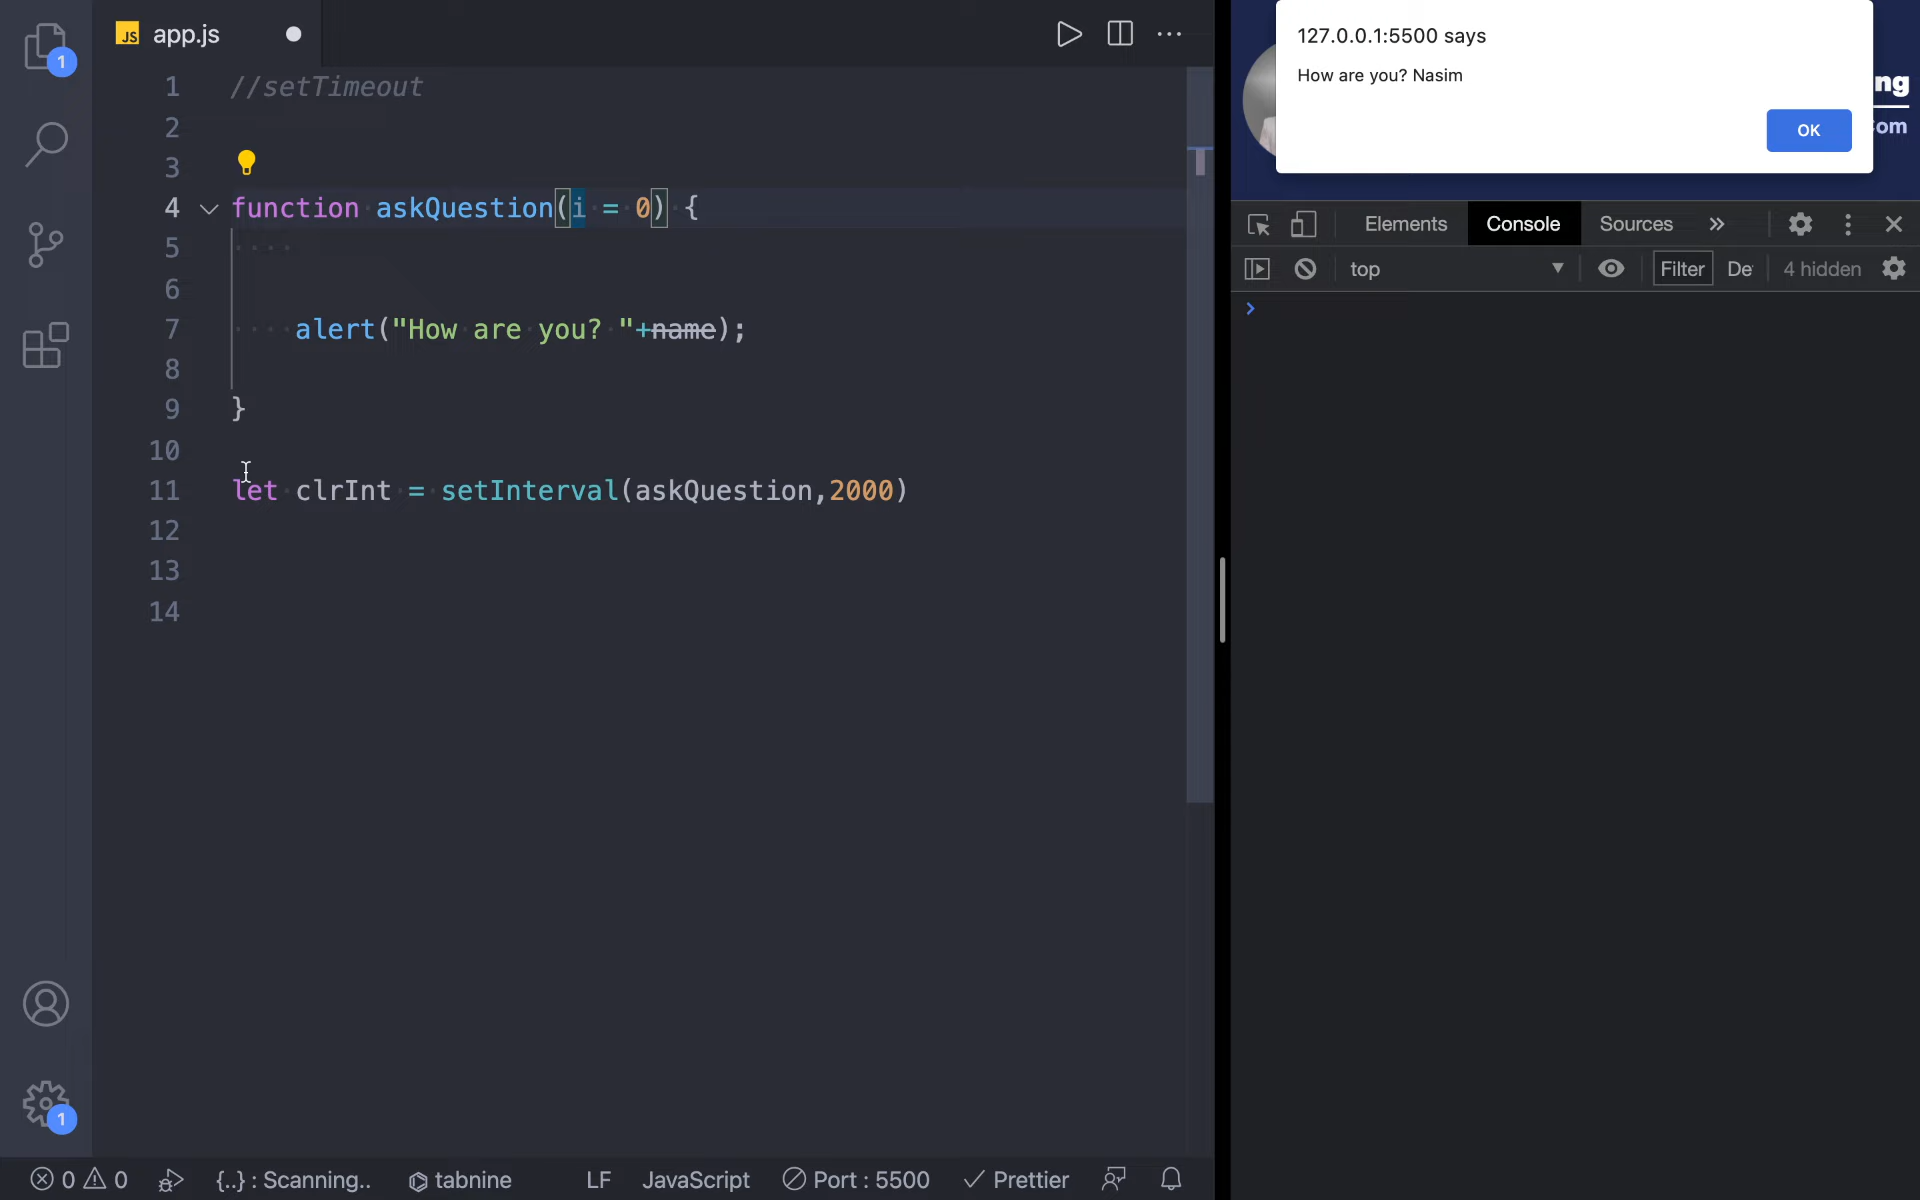 JS app.js
1 //setTimeout
2
3
4 function askQuestion(i = 0) {
5
6
7 alert("How are you? "+name);
8
9 }
10
11 let clrInt = setInterval(askQuestion,2000)
12
13
14
1
1
0 0 {..} : Scanning.. tabnine LF JavaScript Port : 5500 Prettier
127.0.0.1:5500 says
How are you? Nasim
OK
ng
om
Elements Console Sources »
top Filter De 4 hidden